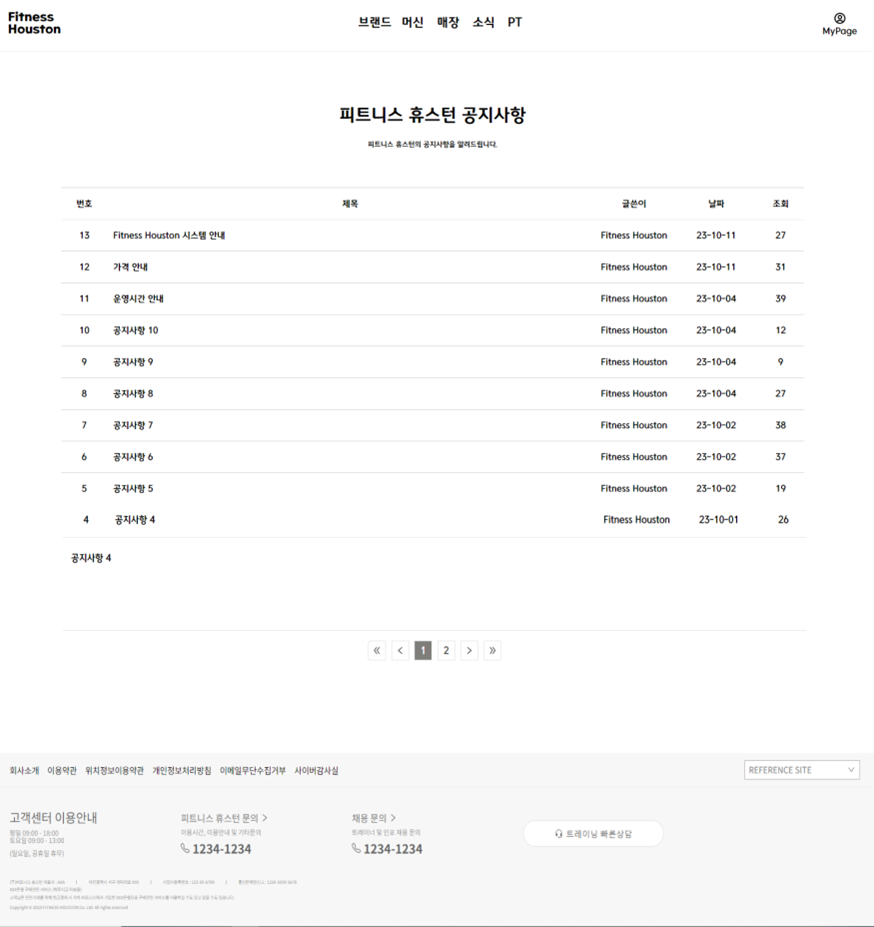 Fitness
Houston
브랜드 머신 매장 소식 PT
MyPage
피트니스 휴스턴 공지사항
피트니스 휴스턴의 공지사항을 알려드립니다.
번호 제목 글쓴이 날짜 조회
13 Fitness Houston 시스템 안내 Fitness Houston 23-10-11 27
12 가격 안내 Fitness Houston 23-10-11 31
11 운영시간 안내 Fitness Houston 23-10-04 39
10 공지사항 10 Fitness Houston 23-10-04 12
9 공지사항 9 Fitness Houston 23-10-04 9
8 공지사항 8 Fitness Houston 23-10-04 27
7 공지사항 7 Fitness Houston 23-10-02 38
6 공지사항 6 Fitness Houston 23-10-02 37
5 공지사항 5 Fitness Houston 23-10-02 19
4 공지사항 4 Fitness Houston 23-10-01 26
공지사항 4
« < 1 2 > »
회사소개 이용약관 위치정보이용약관 개인정보처리방침 이메일무단수집거부 사이버감사실
REFERENCE SITE
고객센터 이용안내
평일 09:00 - 18:00
토요일 09:00 - 13:00
(일요일, 공휴일 휴무)
피트니스 휴스턴 문의 >
이용시간, 이용안내 및 기타문의
1234-1234
채용 문의 >
트레이너 및 인포 채용 문의
1234-1234
트레이닝 빠른상담